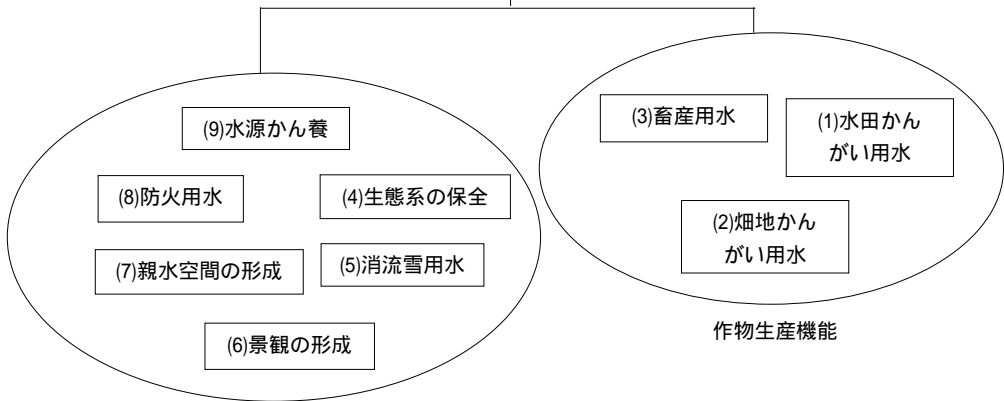 (9)水源かん養
(8)防火用水
(4)生態系の保全
(7)親水空間の形成
(5)消流雪用水
(6)景観の形成
(3)畜産用水
(1)水田かん
がい用水
(2)畑地かん
がい用水
作物生産機能